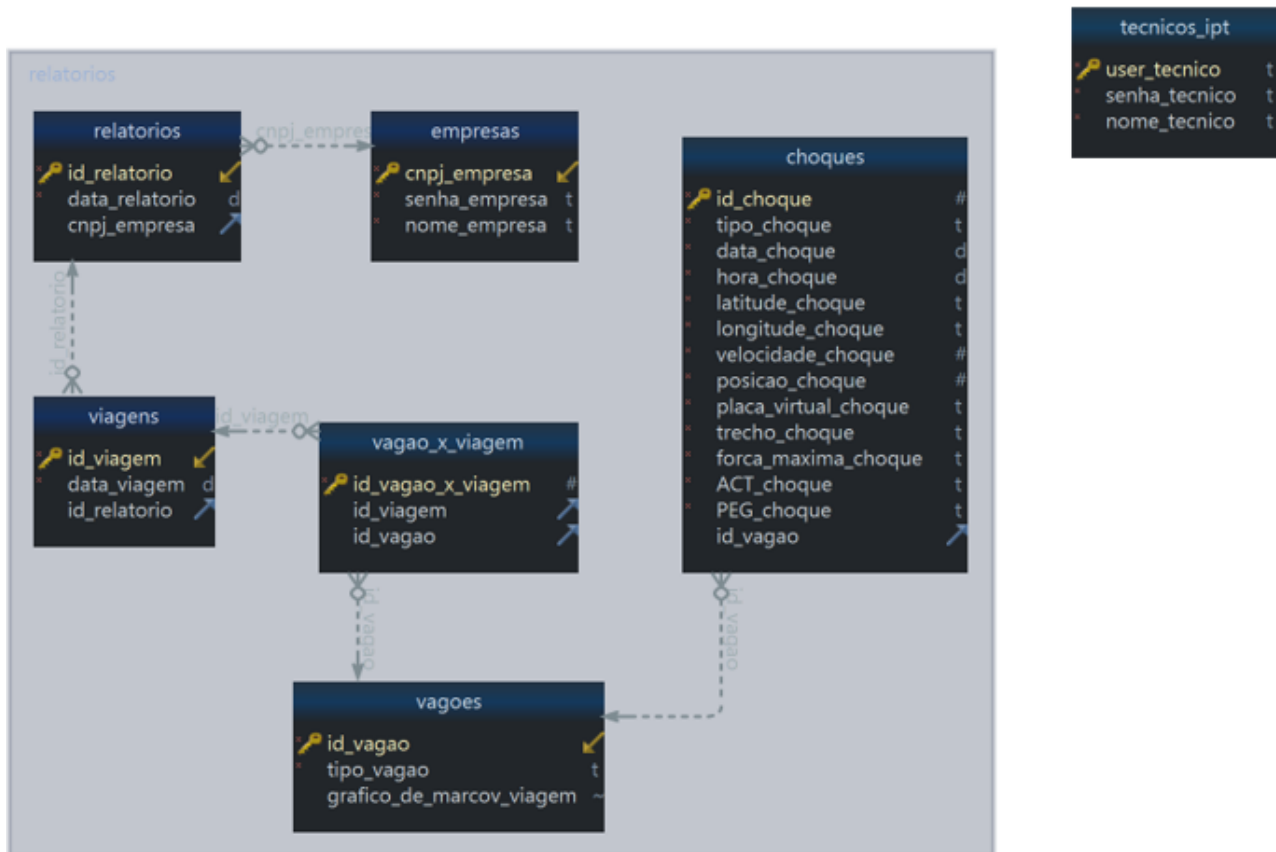 tecnicos_ipt
user_tecnico t
senha_tecnico t
nome_tecnico t
relatorios
relatorios
id_relatorio
data_relatorio d
cnpj_empresa
cnpj_empres
empresas
cnpj_empresa
senha_empresa t
nome_empresa t
choques
id_choque #
tipo_choque t
data_choque d
hora_choque d
latitude_choque t
longitude_choque t
velocidade_choque #
posicao_choque #
placa_virtual_choque t
trecho_choque t
forca_maxima_choque t
ACT_choque t
PEG_choque t
id_vagao
id_relatorio
viagens
id_viagem
data_viagem d
id_relatorio
id_viagem
vagao_x_viagem
id_vagao_x_viagem #
id_viagem
id_vagao
id_vagao
id_vagao
vagoes
id_vagao
tipo_vagao t
grafico_de_marcov_viagem ~